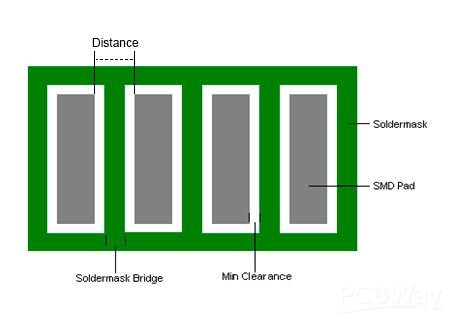 Distance
Soldermask
SMD Pad
Soldermask Bridge
Min Clearance
PCBWay